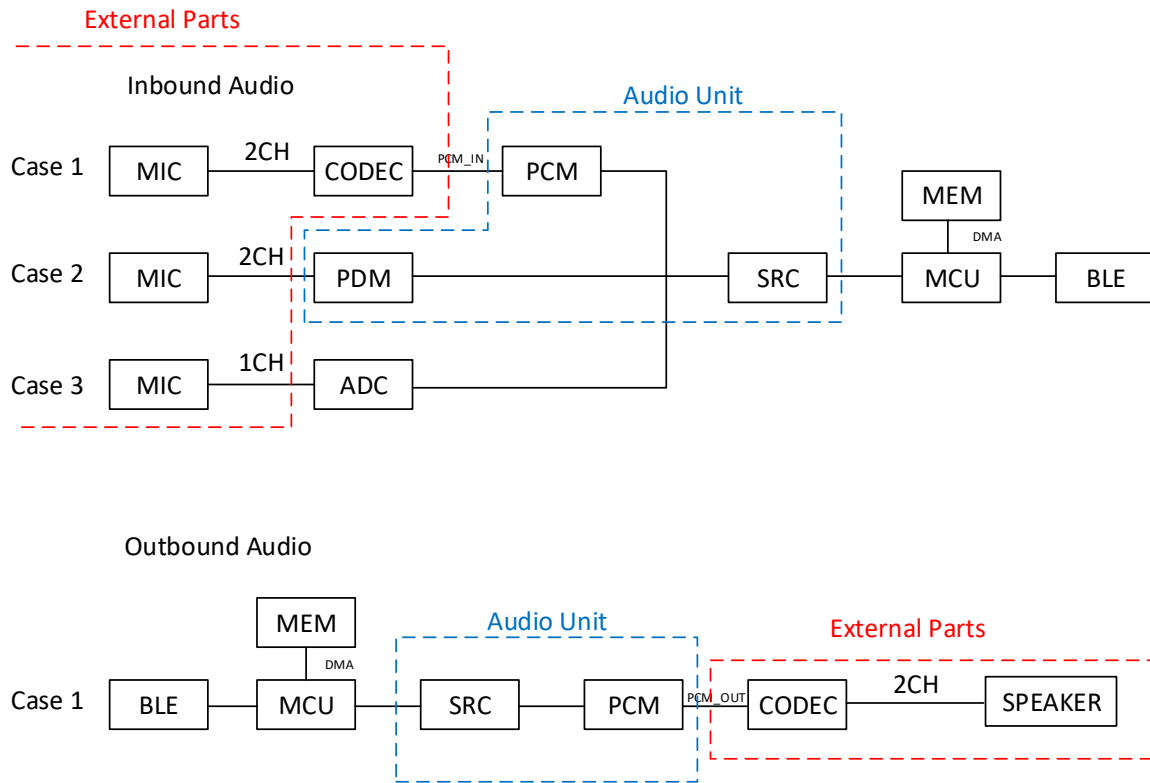 External Parts
Inbound Audio
Audio Unit
Case 1
MIC
2CH
CODEC
PCM_IN
PCM
MEM
DMA
Case 2
MIC
2CH
PDM
SRC
MCU
BLE
Case 3
MIC
1CH
ADC
Outbound Audio
MEM
DMA
Audio Unit
External Parts
Case 1
BLE
MCU
SRC
PCM
PCM_OUT
CODEC
2CH
SPEAKER